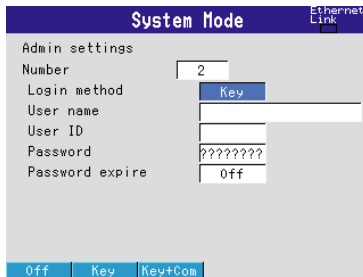 System Mode
Ethernet
Link
Admin settings
Number 2
Login method Key
User name
User ID
Password ????????
Password expire Off
Off Key Key+Com